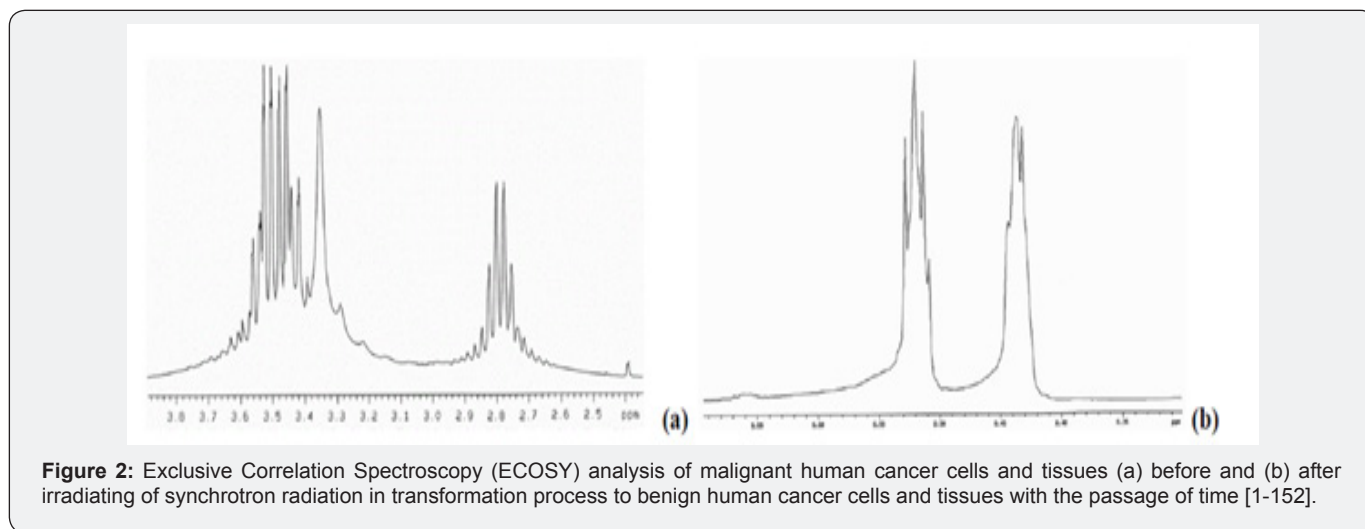 3.8 3.7 3.6 3.5 3.4 3.3 3.2 3.1 3.0 2.9 2.8 2.7 2.6 2.5 PPM
(a)
(b)
Figure 2: Exclusive Correlation Spectroscopy (ECOSY) analysis of malignant human cancer cells and tissues (a) before and (b) after
irradiating of synchrotron radiation in transformation process to benign human cancer cells and tissues with the passage of time [1-152].